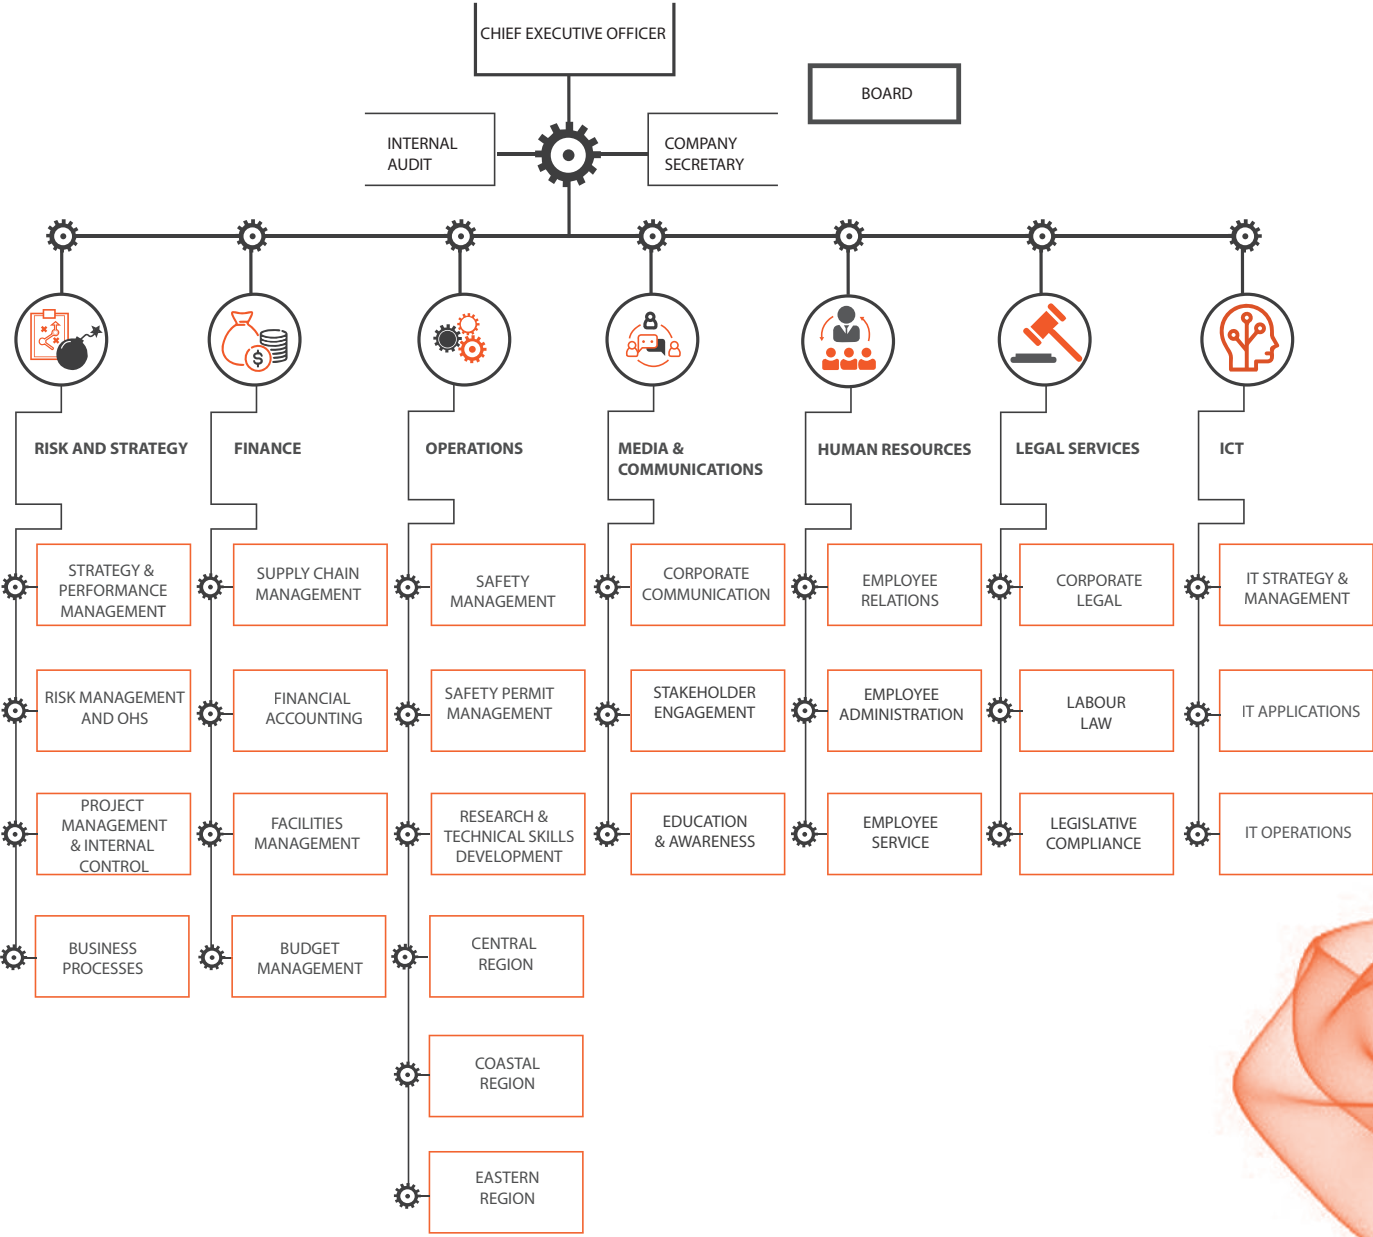 CHIEF EXECUTIVE OFFICER
BOARD
INTERNAL
AUDIT
COMPANY
SECRETARY
RISK AND STRATEGY
STRATEGY &
PERFORMANCE
MANAGEMENT
RISK MANAGEMENT
AND OHS
PROJECT
MANAGEMENT
& INTERNAL
CONTROL
BUSINESS
PROCESSES
FINANCE
SUPPLY CHAIN
MANAGEMENT
FINANCIAL
ACCOUNTING
FACILITIES
MANAGEMENT
BUDGET
MANAGEMENT
OPERATIONS
SAFETY
MANAGEMENT
SAFETY PERMIT
MANAGEMENT
RESEARCH &
TECHNICAL SKILLS
DEVELOPMENT
CENTRAL
REGION
COASTAL
REGION
EASTERN
REGION
MEDIA &
COMMUNICATIONS
CORPORATE
COMMUNICATION
STAKEHOLDER
ENGAGEMENT
EDUCATION
& AWARENESS
HUMAN RESOURCES
EMPLOYEE
RELATIONS
EMPLOYEE
ADMINISTRATION
EMPLOYEE
SERVICE
LEGAL SERVICES
CORPORATE
LEGAL
LABOUR
LAW
LEGISLATIVE
COMPLIANCE
ICT
IT STRATEGY &
MANAGEMENT
IT APPLICATIONS
IT OPERATIONS